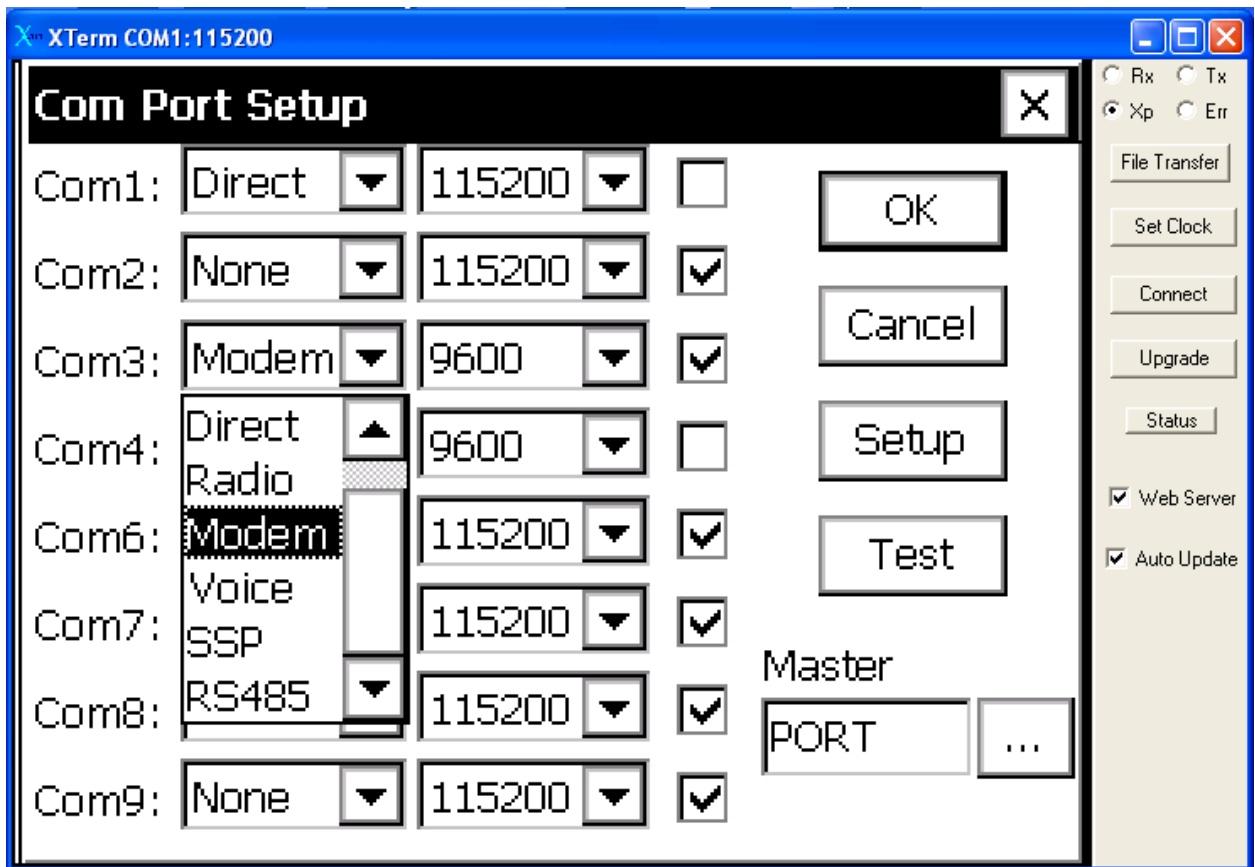 XTerm COM1:115200
Com Port Setup
Com1: Direct 115200
Com2: None 115200
Com3: Modem 9600
Com4: 9600
Com6: 115200
Com7: 115200
Com8: 115200
Com9: None 115200
Direct
Radio
Modem
Voice
SSP
RS485
OK
Cancel
Setup
Test
Master
PORT ...
Rx Tx
Xp Err
File Transfer
Set Clock
Connect
Upgrade
Status
Web Server
Auto Update